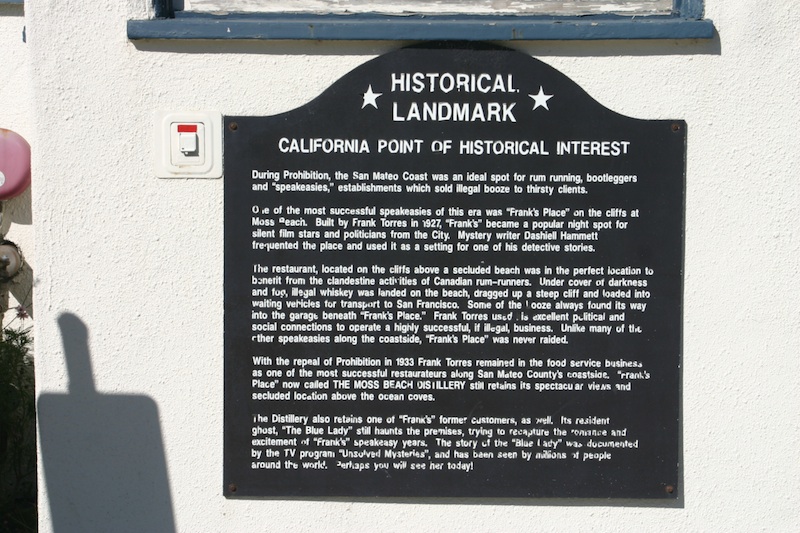 HISTORICAL
LANDMARK
CALIFORNIA POINT OF HISTORICAL INTEREST
During Prohibition, the San Mateo Coast was an ideal spot for rum running, bootleggers
and "speakeasies," establishments which sold illegal booze to thirsty clients.
One of the most successful speakeasies of this era was "Frank's Place" on the cliffs at
Moss Beach. Built by Frank Torres in 1927, "Frank's" became a popular night spot for
silent film stars and politicians from the City. Mystery writer Dashiell Hammett
frequented the place and used it as a setting for one of his detective stories.
The restaurant, located on the cliffs above a secluded beach was in the perfect location to
benefit from the clandestine activities of Canadian rum-runners. Under cover of darkness
and fog, illegal whiskey was landed on the beach, dragged up a steep cliff and loaded into
waiting vehicles for transport to San Francisco. Some of the booze always found its way
into the garage beneath "Frank's Place." Frank Torres used his excellent political and
social connections to operate a highly successful, if illegal, business. Unlike many of the
other speakeasies along the coastside, "Frank's Place" was never raided.
With the repeal of Prohibition in 1933 Frank Torres remained in the food service business
as one of the most successful restaurateurs along San Mateo County's coastside. "Frank's
Place" now called THE MOSS BEACH DISTILLERY still retains its spectacular views and
secluded location above the ocean coves.
The Distillery also retains one of "Frank's" former customers, as well. Its resident
ghost, "The Blue Lady" still haunts the premises, trying to recapture the romance and
excitement of "Frank's" speakeasy years. The story of the "Blue Lady" was documented
by the TV program "Unsolved Mysteries", and has been seen by millions of people
around the world. Perhaps you will see her today!